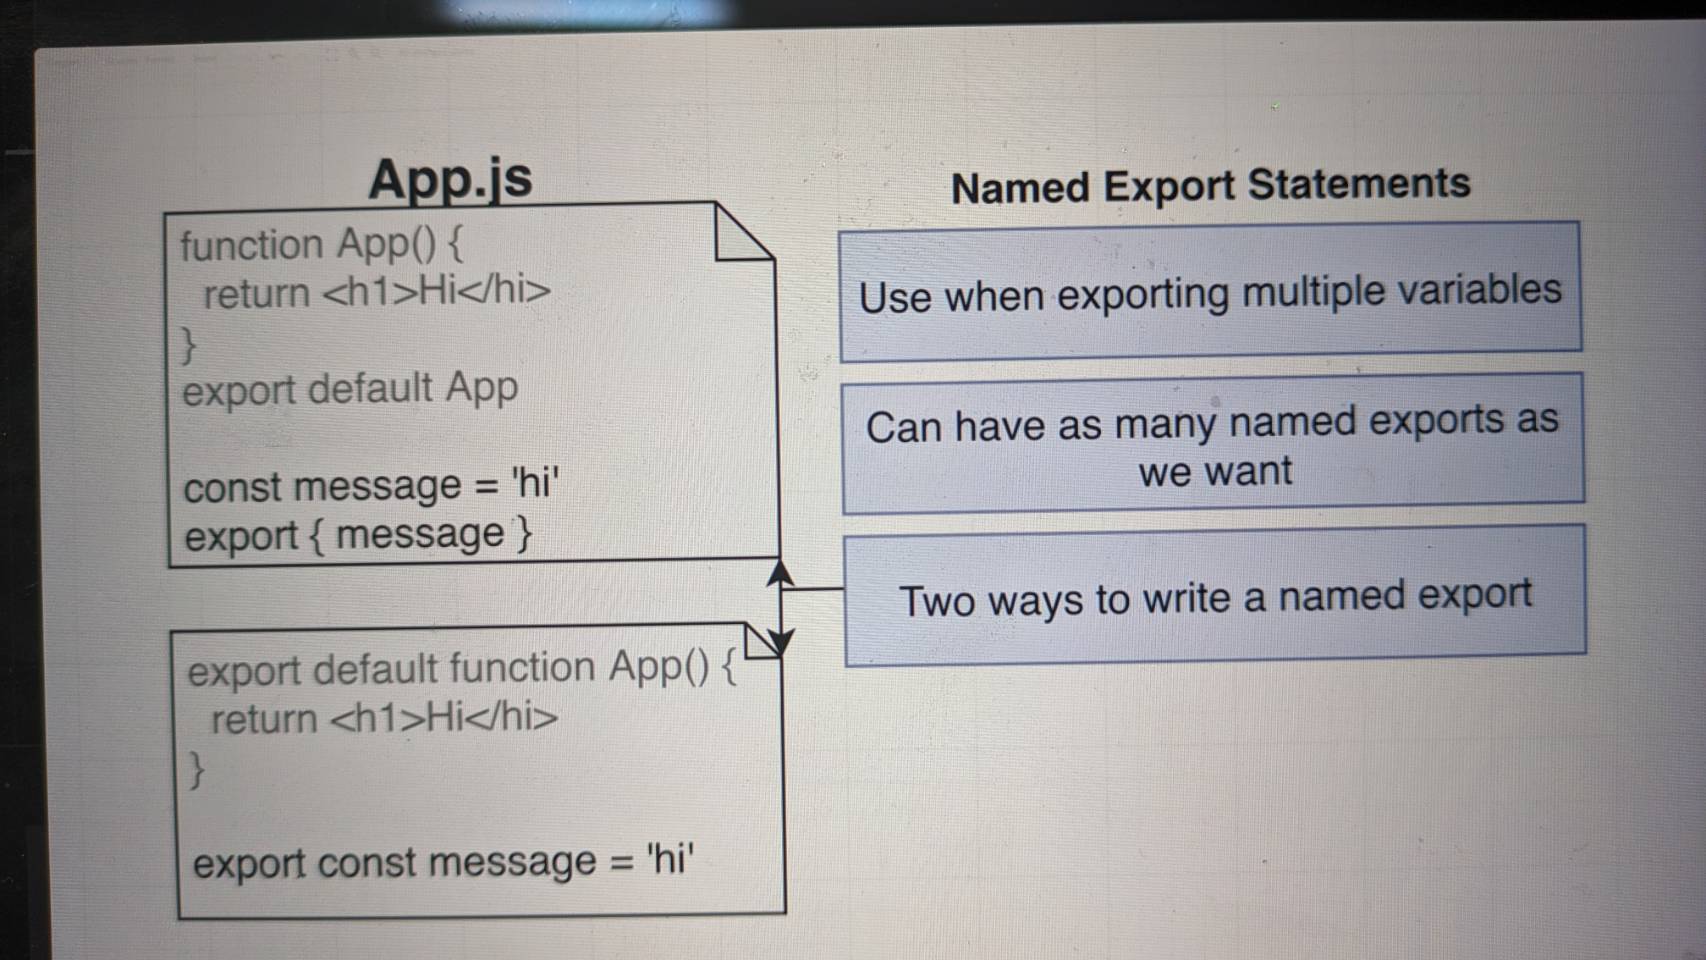 App.js
function App() {
return <h1>Hi</hi>
}
export default App
const message = 'hi'
export { message }
export default function App() {
return <h1>Hi</hi>
}
export const message = 'hi'
Named Export Statements
Use when exporting multiple variables
Can have as many named exports as
we want
Two ways to write a named export